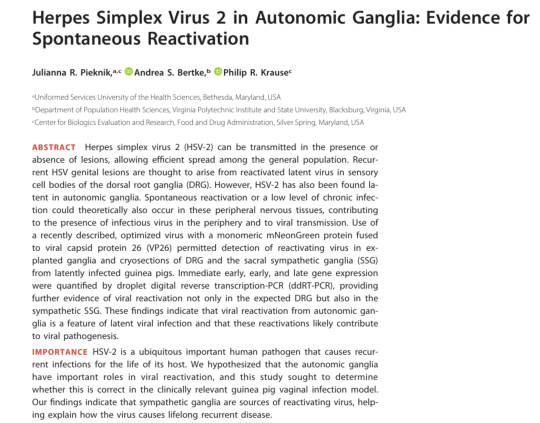 Herpes Simplex Virus 2 in Autonomic Ganglia: Evidence for
Spontaneous Reactivation
Julianna R. Pieknik,a,c Andrea S. Bertke,b Philip R. Krausec
aUniformed Services University of the Health Sciences, Bethesda, Maryland, USA
bDepartment of Population Health Sciences, Virginia Polytechnic Institute and State University, Blacksburg, Virginia, USA
cCenter for Biologics Evaluation and Research, Food and Drug Administration, Silver Spring, Maryland, USA
ABSTRACT Herpes simplex virus 2 (HSV-2) can be transmitted in the presence or
absence of lesions, allowing efficient spread among the general population. Recur-
rent HSV genital lesions are thought to arise from reactivated latent virus in sensory
cell bodies of the dorsal root ganglia (DRG). However, HSV-2 has also been found la-
tent in autonomic ganglia. Spontaneous reactivation or a low level of chronic infec-
tion could theoretically also occur in these peripheral nervous tissues, contributing
to the presence of infectious virus in the periphery and to viral transmission. Use of
a recently described, optimized virus with a monomeric mNeonGreen protein fused
to viral capsid protein 26 (VP26) permitted detection of reactivating virus in ex-
planted ganglia and cryosections of DRG and the sacral sympathetic ganglia (SSG)
from latently infected guinea pigs. Immediate early, early, and late gene expression
were quantified by droplet digital reverse transcription-PCR (ddRT-PCR), providing
further evidence of viral reactivation not only in the expected DRG but also in the
sympathetic SSG. These findings indicate that viral reactivation from autonomic gan-
glia is a feature of latent viral infection and that these reactivations likely contribute
to viral pathogenesis.
IMPORTANCE HSV-2 is a ubiquitous important human pathogen that causes recur-
rent infections for the life of its host. We hypothesized that the autonomic ganglia
have important roles in viral reactivation, and this study sought to determine
whether this is correct in the clinically relevant guinea pig vaginal infection model.
Our findings indicate that sympathetic ganglia are sources of reactivating virus, help-
ing explain how the virus causes lifelong recurrent disease.